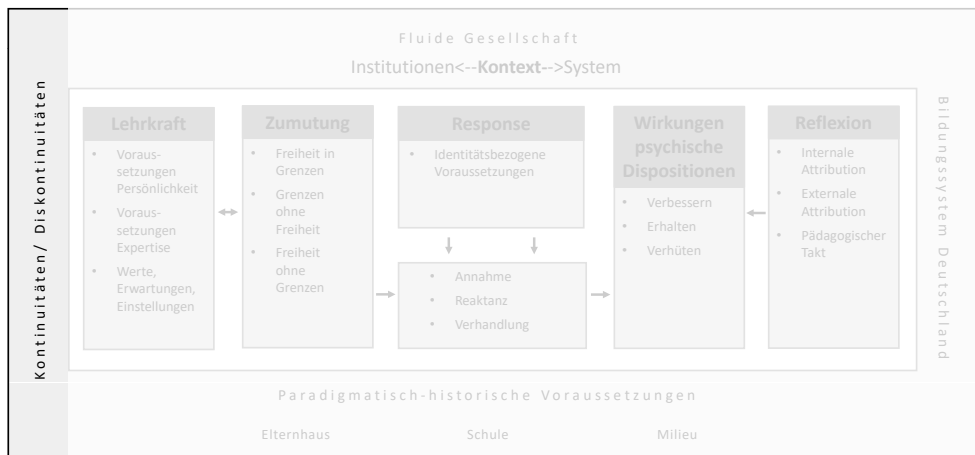 Kontinuitäten/ Diskontinuitäten
Fluide Gesellschaft
Institutionen<--Kontext-->System
Lehrkraft
• Voraus-
setzungen
Persönlichkeit
• Voraus-
setzungen
Expertise
• Werte,
Erwartungen,
Einstellungen
Zumutung
• Freiheit in
Grenzen
• Grenzen
ohne
Freiheit
• Freiheit
ohne
Grenzen
Response
• Identitätsbezogene
Voraussetzungen
• Annahme
• Reaktanz
• Verhandlung
Wirkungen
psychische
Dispositionen
• Verbessern
• Erhalten
• Verhüten
Reflexion
• Internale
Attribution
• Externale
Attribution
• Pädagogischer
Takt
Bildungssystem Deutschland
Paradigmatisch-historische Voraussetzungen
Elternhaus Schule Milieu